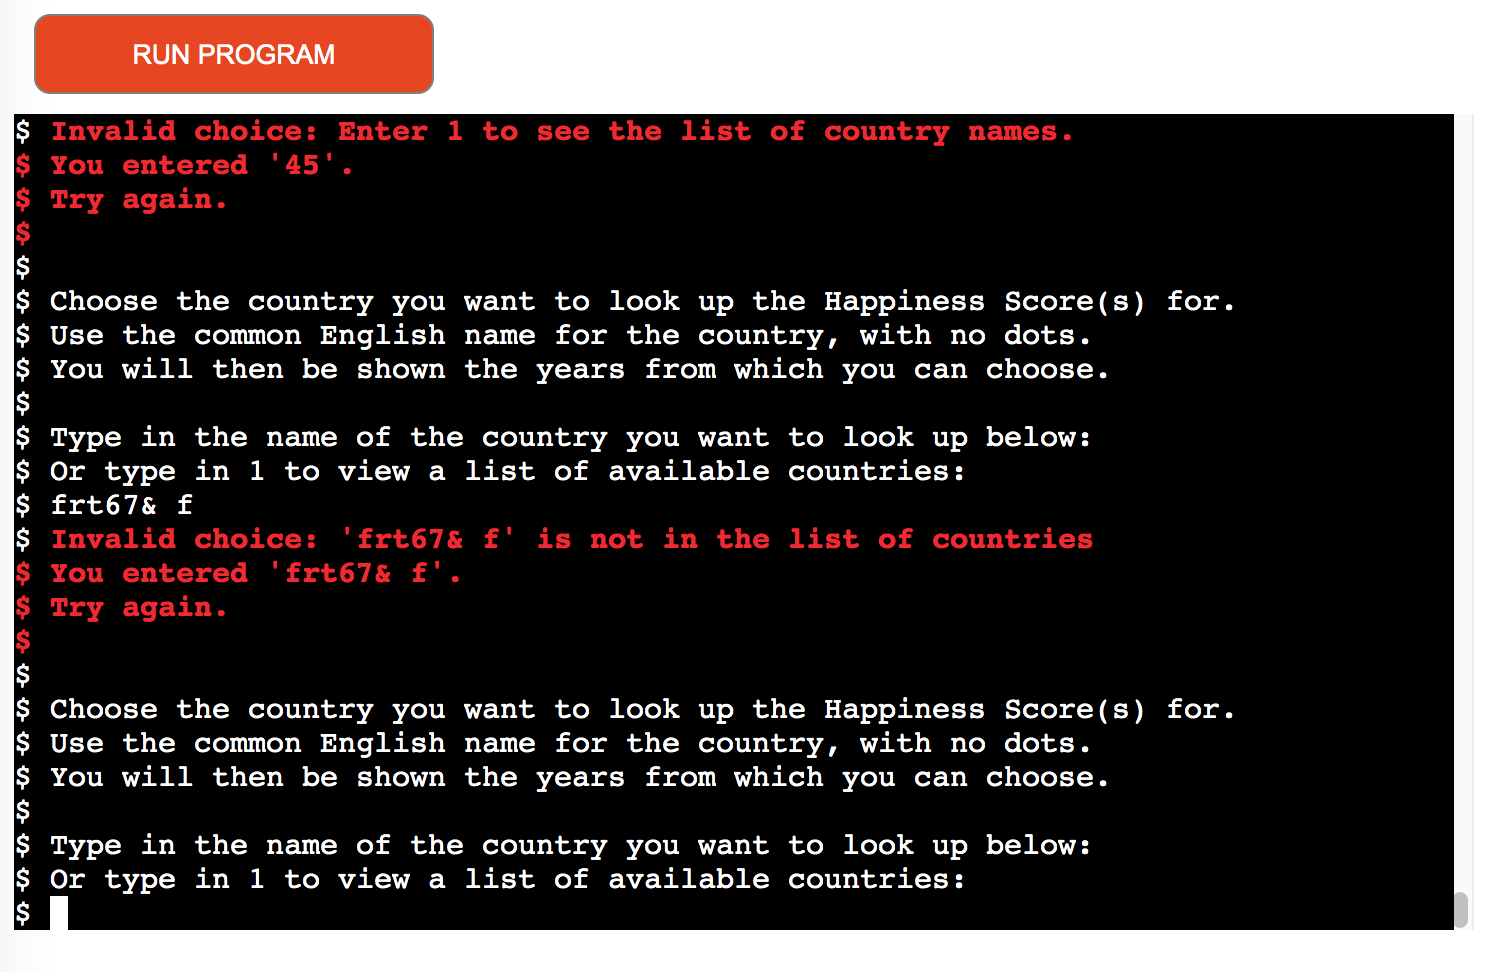 RUN PROGRAM
$ Invalid choice: Enter 1 to see the list of country names.
$ You entered '45'.
$ Try again.
$
$
$ Choose the country you want to look up the Happiness Score(s) for.
$ Use the common English name for the country, with no dots.
$ You will then be shown the years from which you can choose.
$
$ Type in the name of the country you want to look up below:
$ Or type in 1 to view a list of available countries:
$ frt67& f
$ Invalid choice: 'frt67& f' is not in the list of countries
$ You entered 'frt67& f'.
$ Try again.
$
$
$ Choose the country you want to look up the Happiness Score(s) for.
$ Use the common English name for the country, with no dots.
$ You will then be shown the years from which you can choose.
$
$ Type in the name of the country you want to look up below:
$ Or type in 1 to view a list of available countries:
$